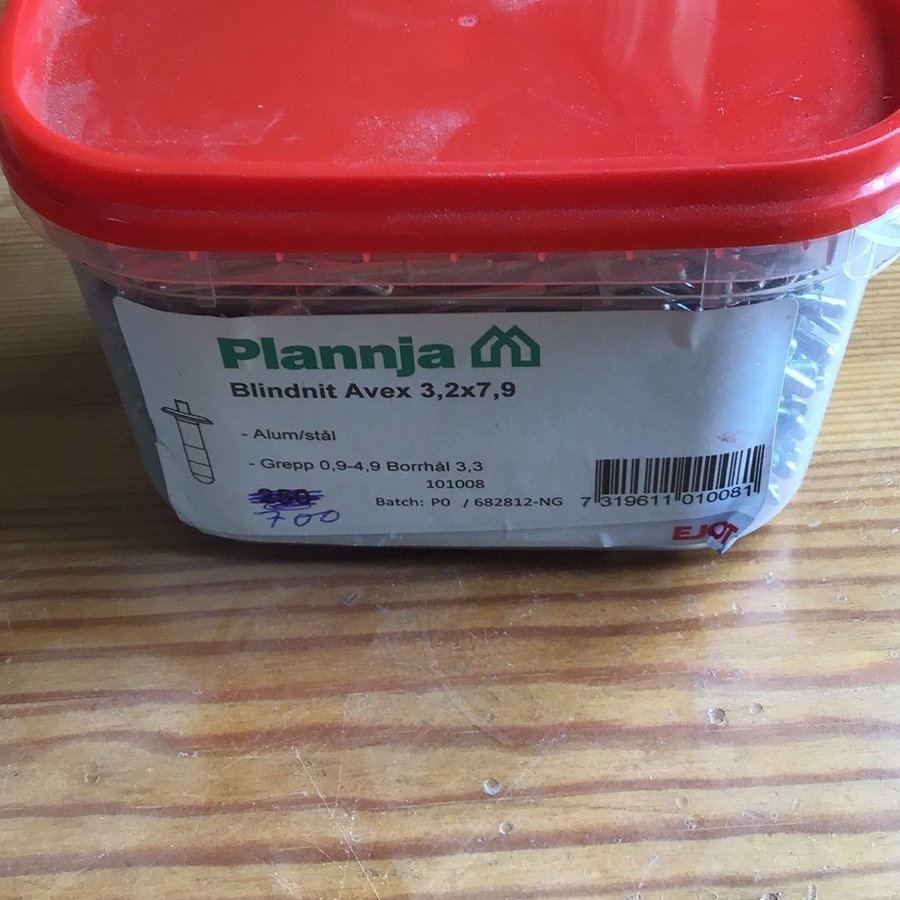 Plannja
Blindnit Avex 3,2x7,9
- Alum/stål
- Grepp 0,9-4,9 Borrhål 3,3
101008
250
700
Batch: P0 / 682812-NG
7 319611 010081
EJOT